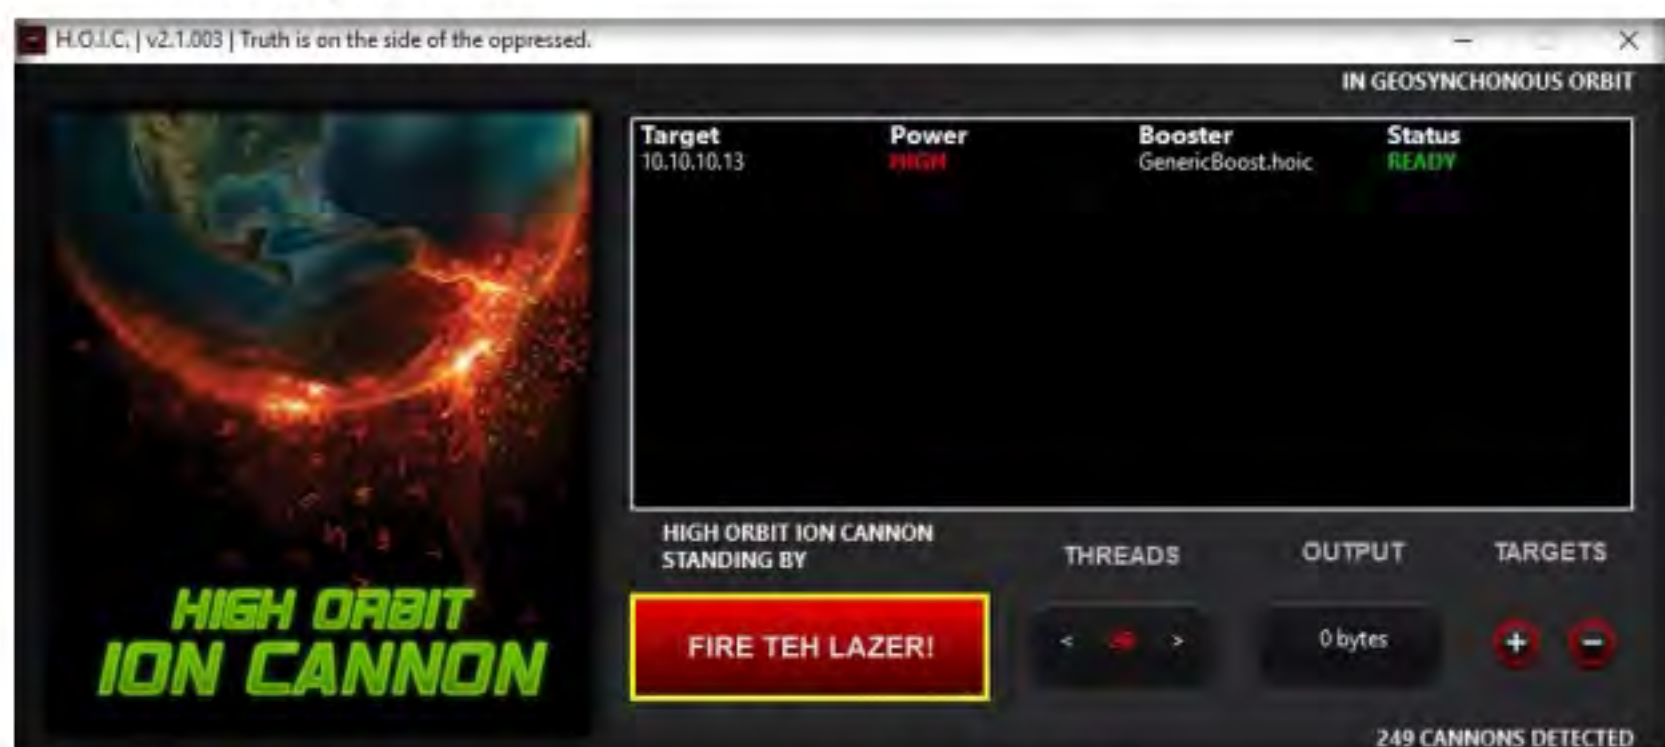 H.O.I.C. | v2.1.003 | Truth is on the side of the oppressed.
IN GEOSYNCHONOUS ORBIT
Target Power Booster Status
10.10.10.13 HIGH GenericBoost.hoic READY
HIGH ORBIT
ION CANNON
HIGH ORBIT ION CANNON
STANDING BY
THREADS OUTPUT TARGETS
FIRE TEH LAZER! < > 0 bytes + -
249 CANNONS DETECTED